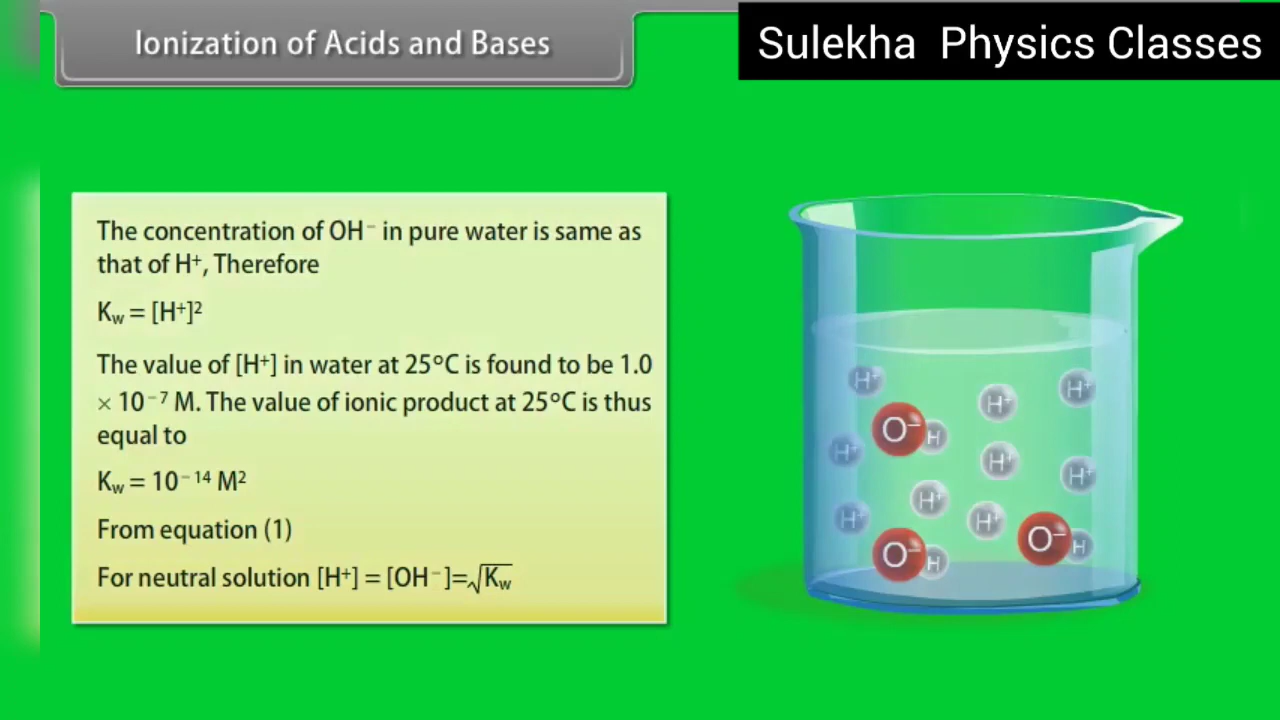 Ionization of Acids and Bases
Sulekha Physics Classes
The concentration of OH⁻ in pure water is same as
that of H⁺, Therefore
K𝓌 = [H⁺]²
The value of [H⁺] in water at 25°C is found to be 1.0
× 10⁻⁷ M. The value of ionic product at 25°C is thus
equal to
K𝓌 = 10⁻¹⁴ M²
From equation (1)
For neutral solution [H⁺] = [OH⁻]=√K𝓌
H⁺
H⁺
H⁺
O⁻ H
H⁺
H⁺
H⁺
H⁺
H⁺
H⁺
O⁻ H
O⁻ H